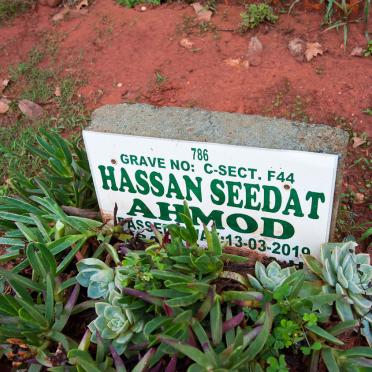 786
GRAVE NO: C-SECT. F44
HASSAN SEEDAT
AHMOD
13-03-2019